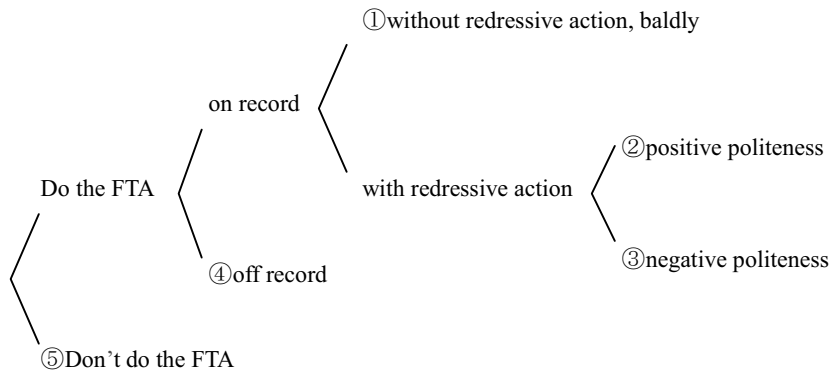 ①without redressive action, baldly
on record
②positive politeness
Do the FTA
with redressive action
③negative politeness
④off record
⑤Don’t do the FTA